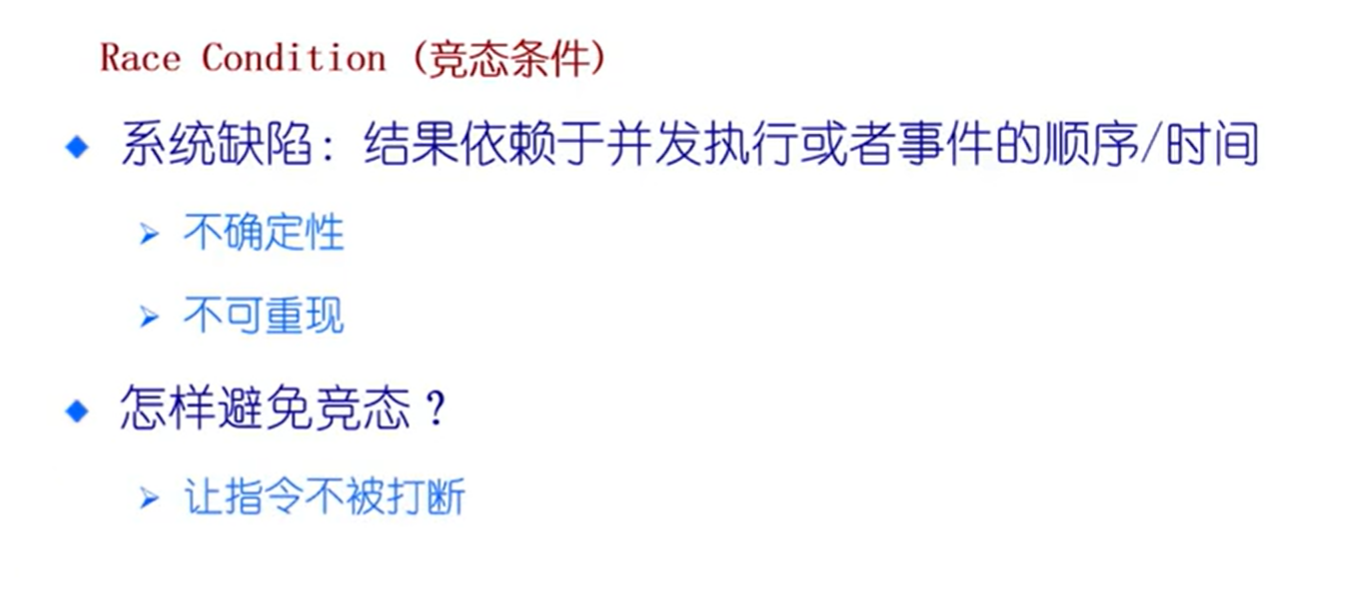 Race Condition (竞态条件)
系统缺陷：结果依赖于并发执行或者事件的顺序/时间
不确定性
不可重现
怎样避免竞态？
让指令不被打断